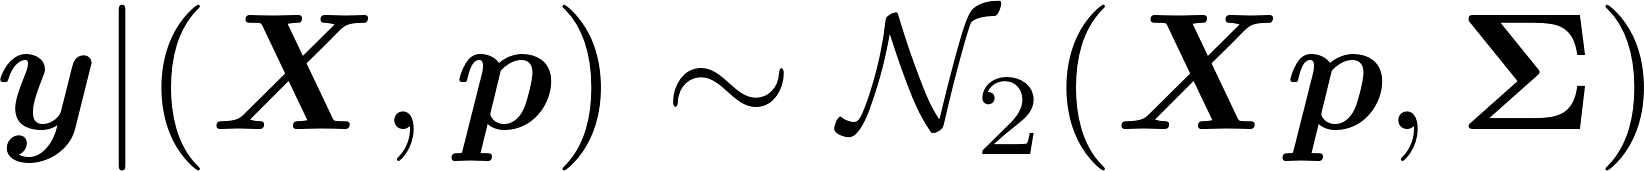 𝒚|(𝑿, 𝒑) ∼ 𝒩₂(𝑿𝒑, 𝚺)